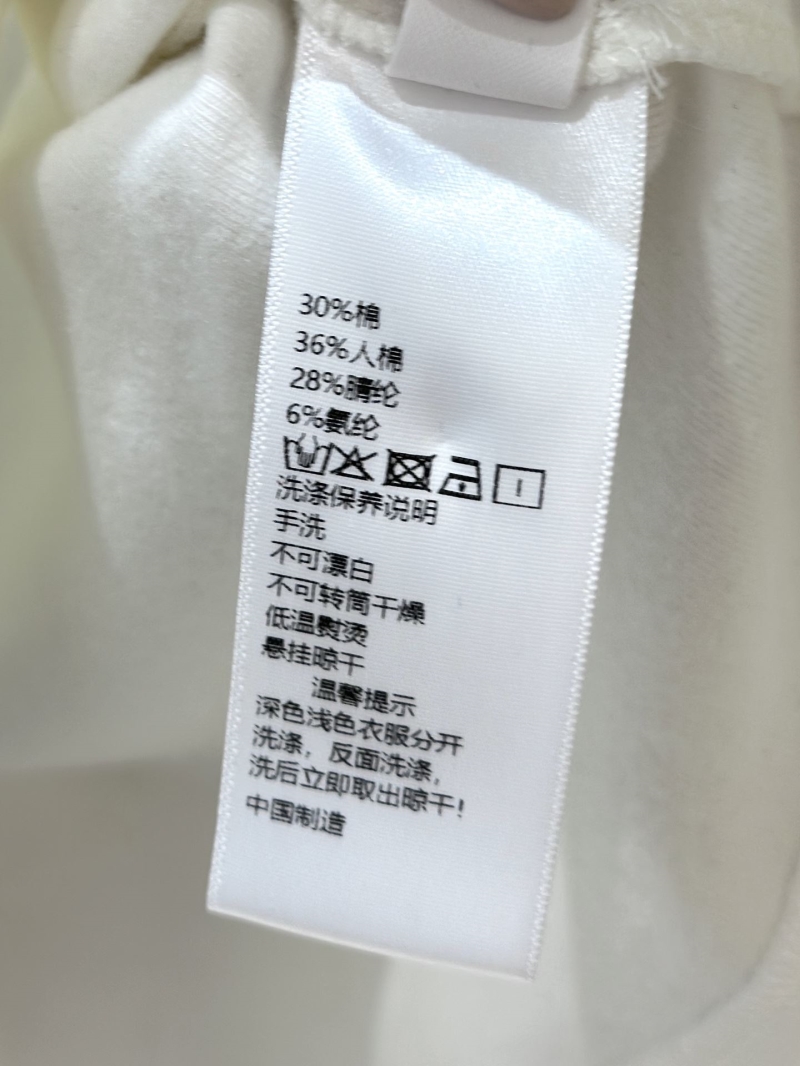 30%棉
36%人棉
28%腈纶
6%氨纶
洗涤保养说明
手洗
不可漂白
不可转筒干燥
低温熨烫
悬挂晾干
温馨提示
深色浅色衣服分开
洗涤，反面洗涤，
洗后立即取出晾干!
中国制造